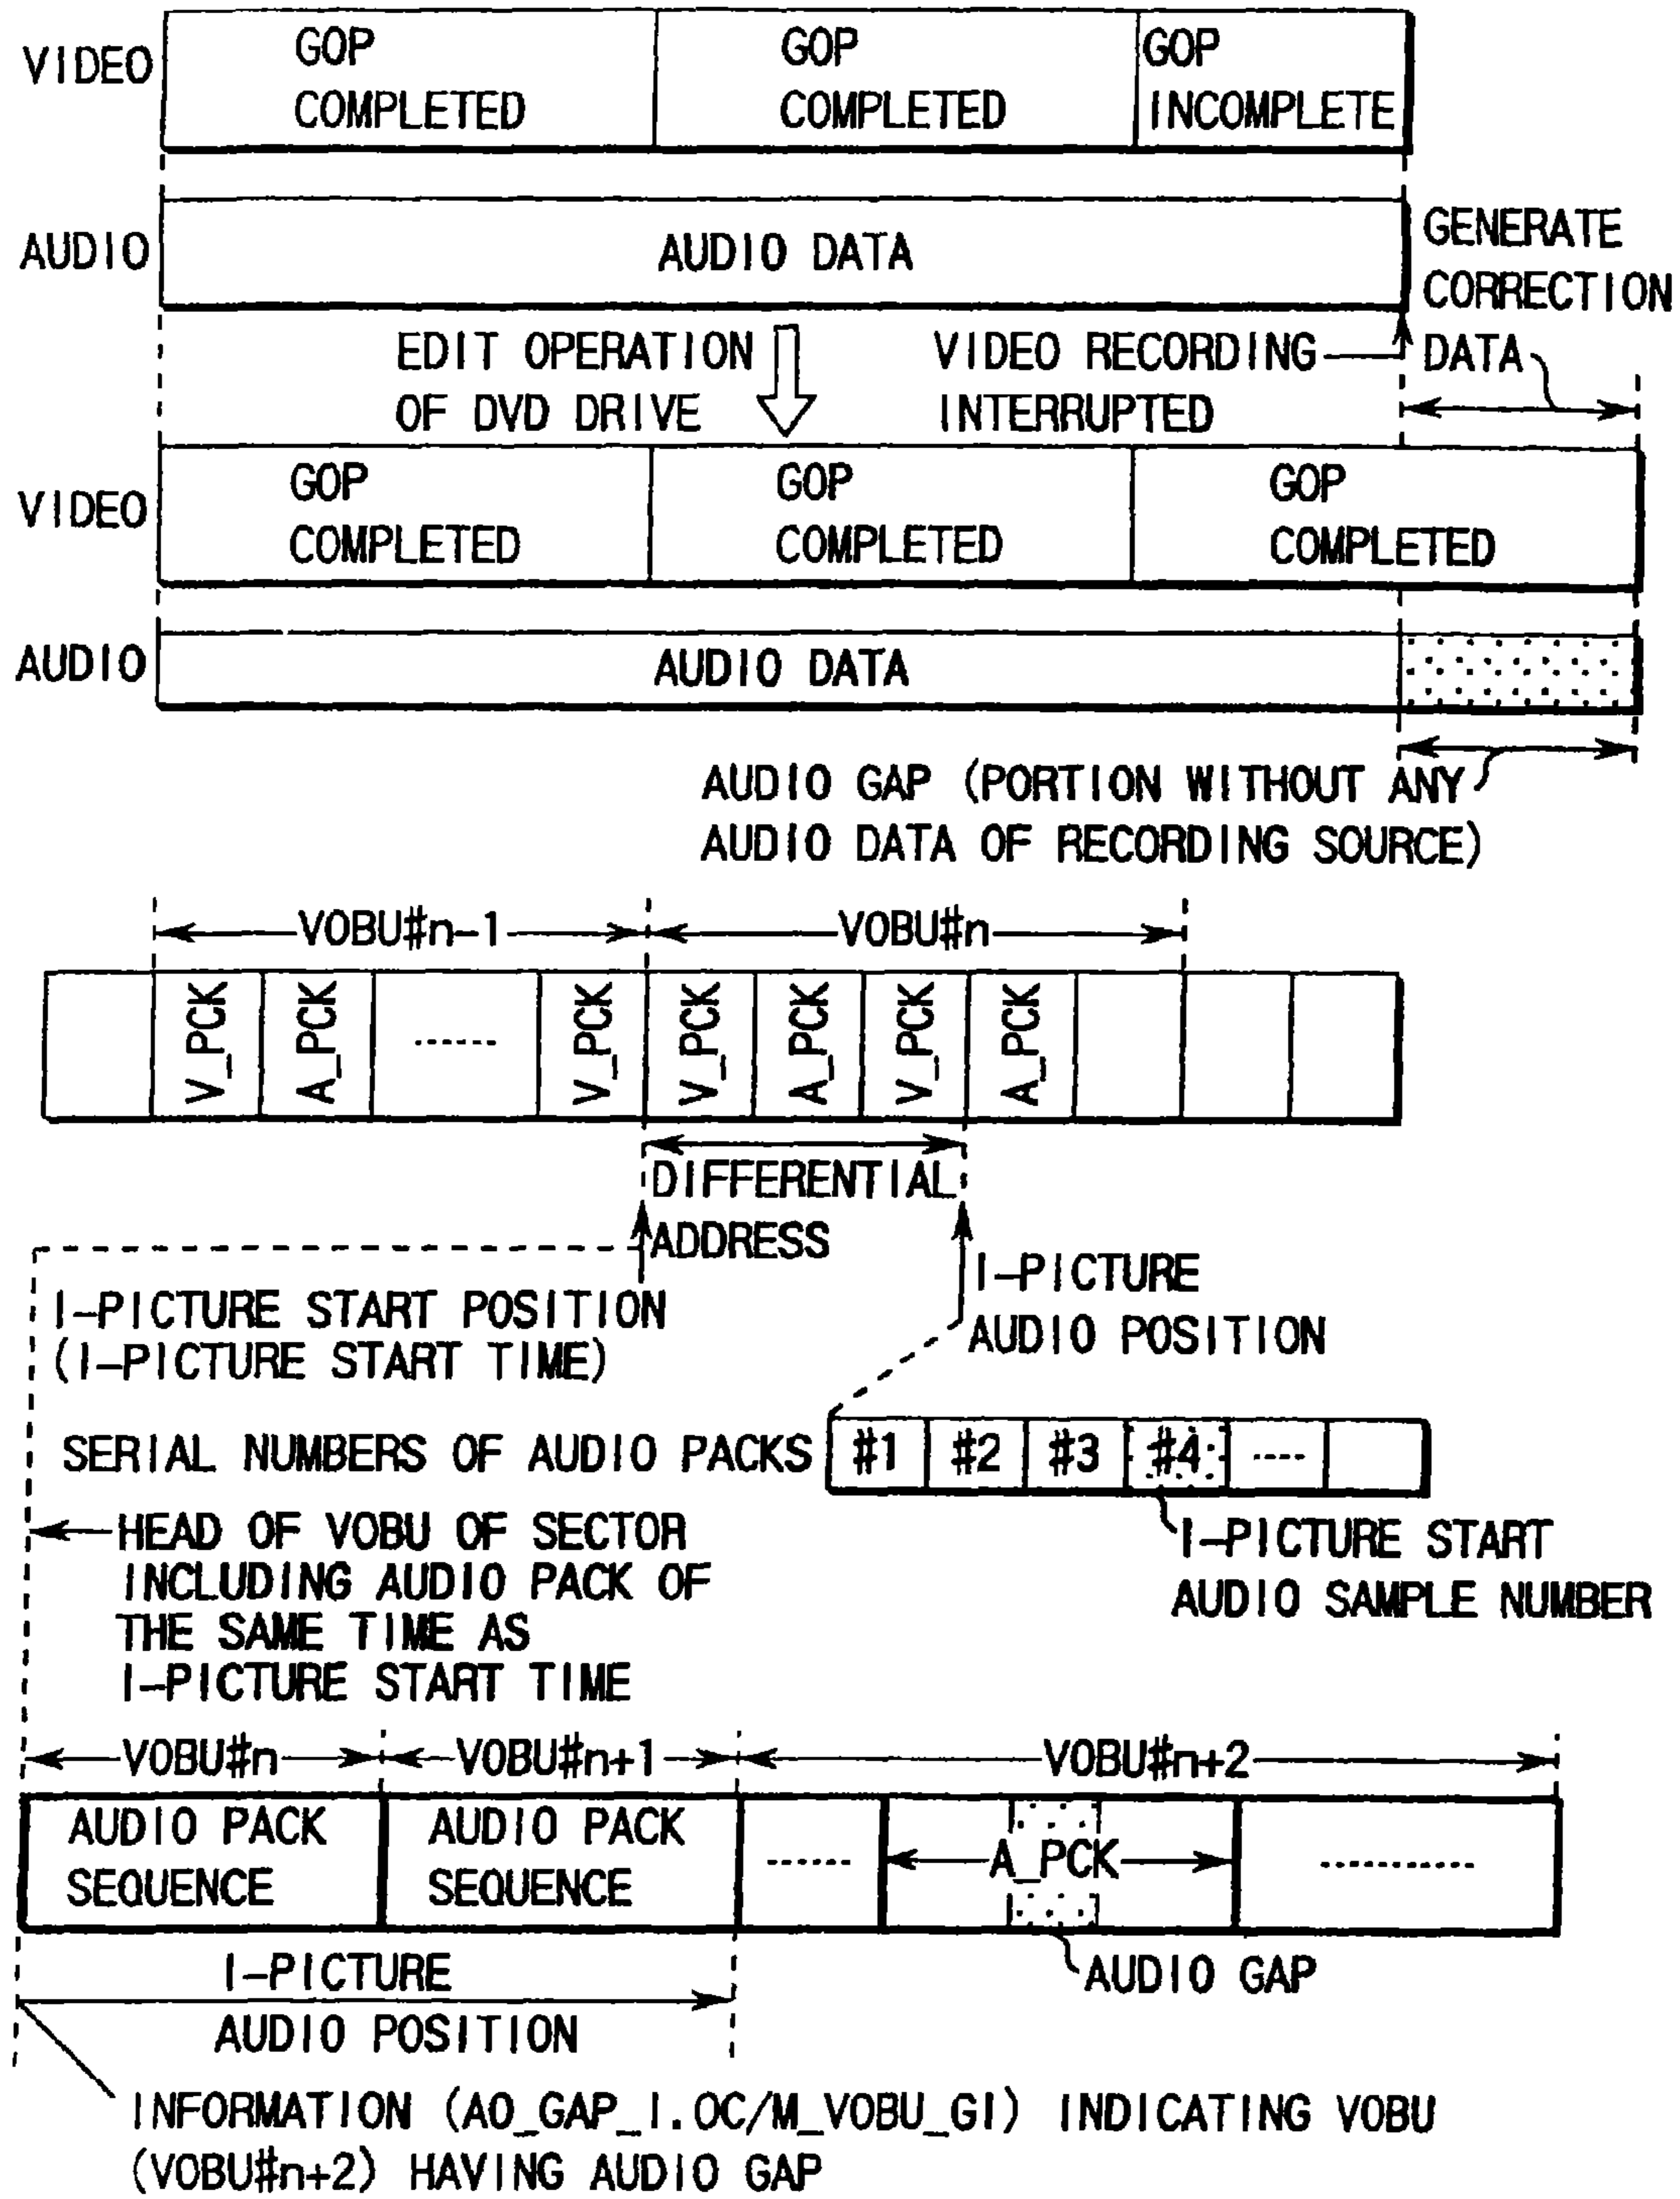 VIDEO
GOP
COMPLETED
GOP
COMPLETED
GOP
INCOMPLETE
AUDIO
AUDIO DATA
GENERATE
CORRECTION
DATA
EDIT OPERATION
OF DVD DRIVE
VIDEO RECORDING
INTERRUPTED
VIDEO
GOP
COMPLETED
GOP
COMPLETED
GOP
COMPLETED
AUDIO
AUDIO DATA
AUDIO GAP (PORTION WITHOUT ANY
AUDIO DATA OF RECORDING SOURCE)
VOBU#n-1
VOBU#n
V_PCK
A_PCK
------
V_PCK
V_PCK
A_PCK
V_PCK
A_PCK
DIFFERENTIAL
ADDRESS
I-PICTURE START POSITION
(I-PICTURE START TIME)
I-PICTURE
AUDIO POSITION
SERIAL NUMBERS OF AUDIO PACKS
#1 #2 #3 #4 ----
I-PICTURE START
AUDIO SAMPLE NUMBER
HEAD OF VOBU OF SECTOR
INCLUDING AUDIO PACK OF
THE SAME TIME AS
I-PICTURE START TIME
VOBU#n
VOBU#n+1
VOBU#n+2
AUDIO PACK
SEQUENCE
AUDIO PACK
SEQUENCE
------
A_PCK
----------
AUDIO GAP
I-PICTURE
AUDIO POSITION
INFORMATION (A0_GAP_I.OC/M_VOBU_GI) INDICATING VOBU
(VOBU#n+2) HAVING AUDIO GAP